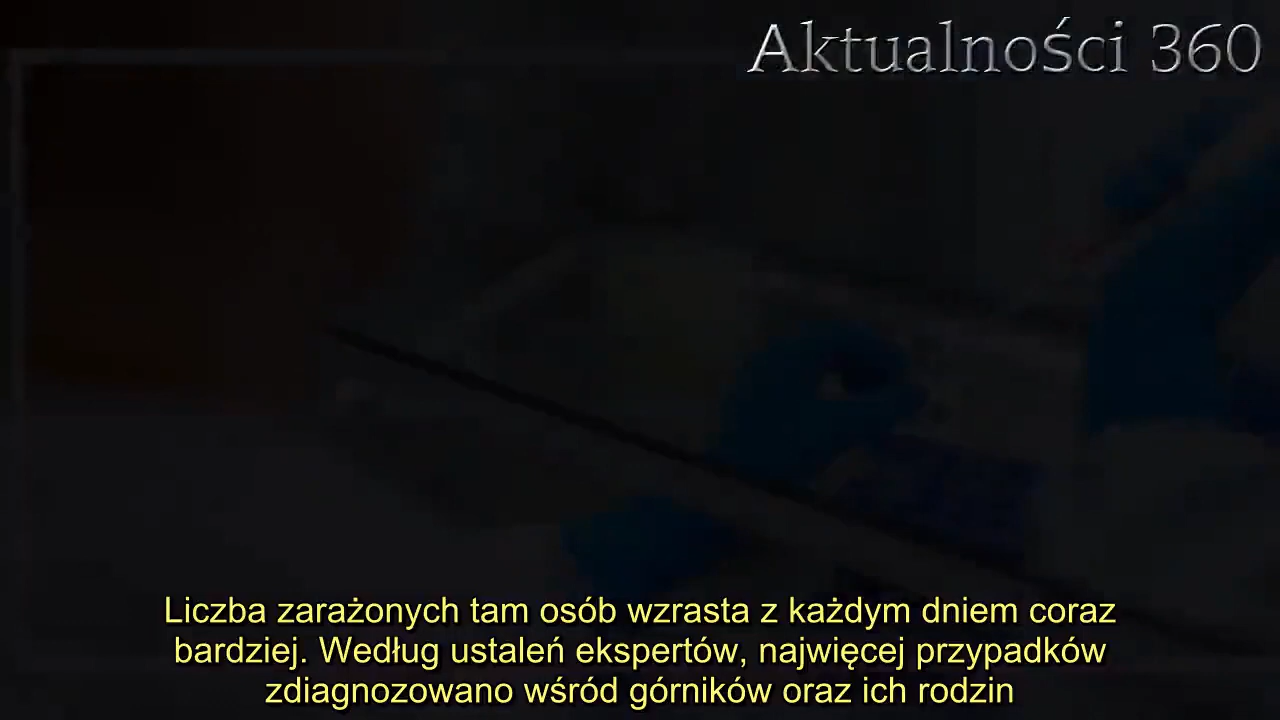 Aktualności 360
Liczba zarażonych tam osób wzrasta z każdym dniem coraz
bardziej. Według ustaleń ekspertów, najwięcej przypadków
zdiagnozowano wśród górników oraz ich rodzin